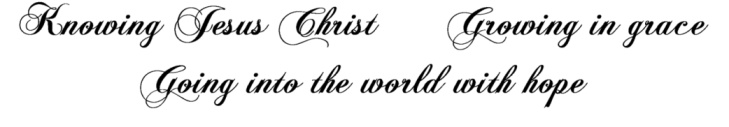 Knowing Jesus Christ Growing in grace
Going into the world with hope